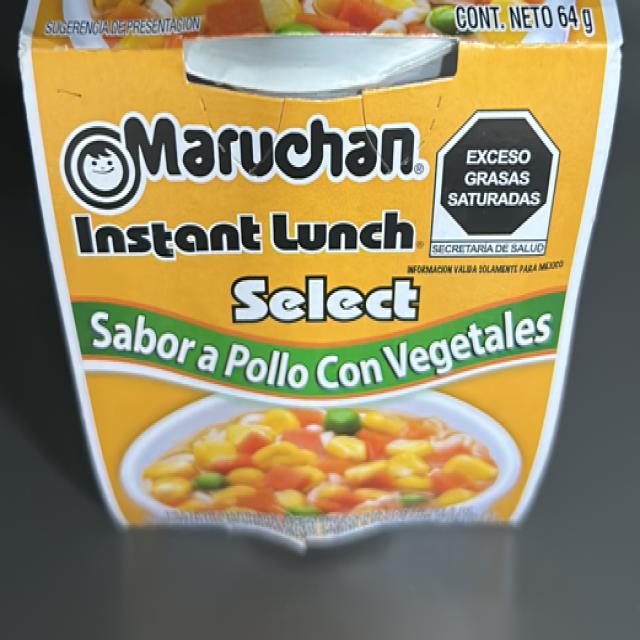 SUGERENCIA DE PRESENTACIÓN
CONT. NETO 64 g
Maruchan®
Instant Lunch®
Select
EXCESO
GRASAS
SATURADAS
SECRETARÍA DE SALUD
INFORMACIÓN VÁLIDA SOLAMENTE PARA MÉXICO
Sabor a Pollo Con Vegetales